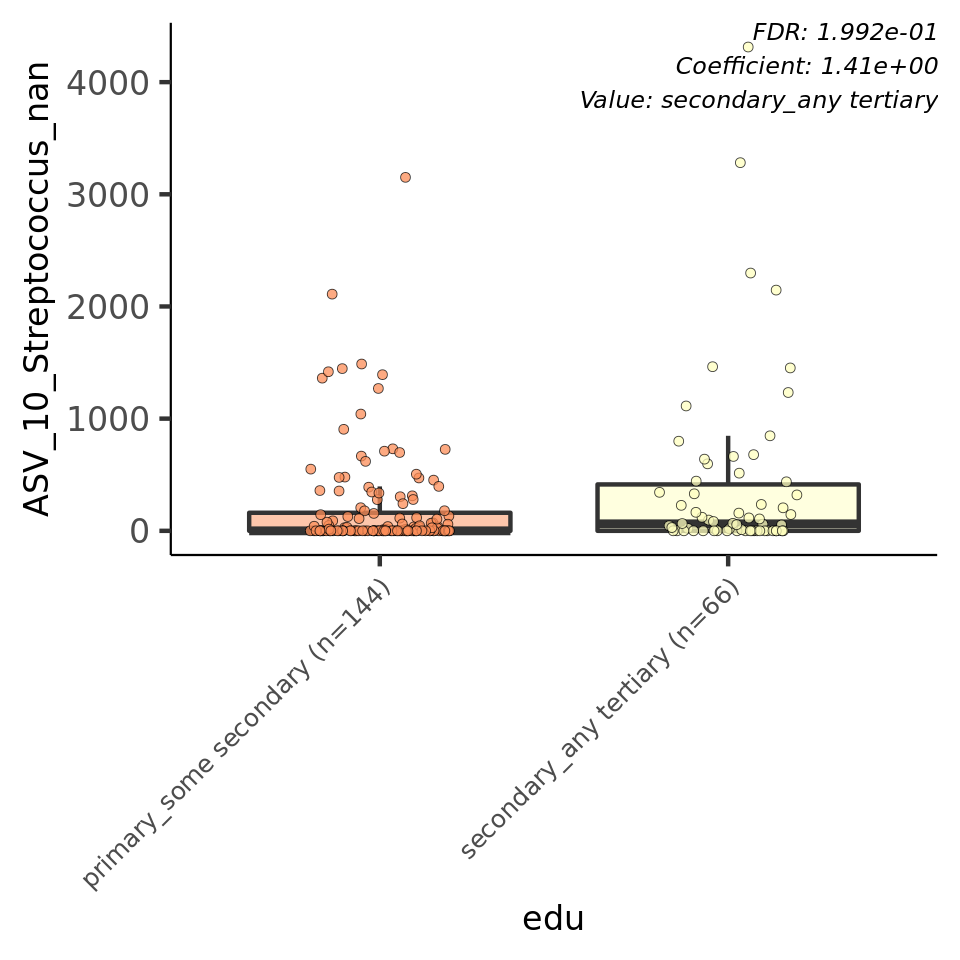 FDR: 1.992e-01
Coefficient: 1.41e+00
Value: secondary_any tertiary
ASV_10_Streptococcus_nan
4000
3000
2000
1000
0
primary_some secondary (n=144)
secondary_any tertiary (n=66)
edu